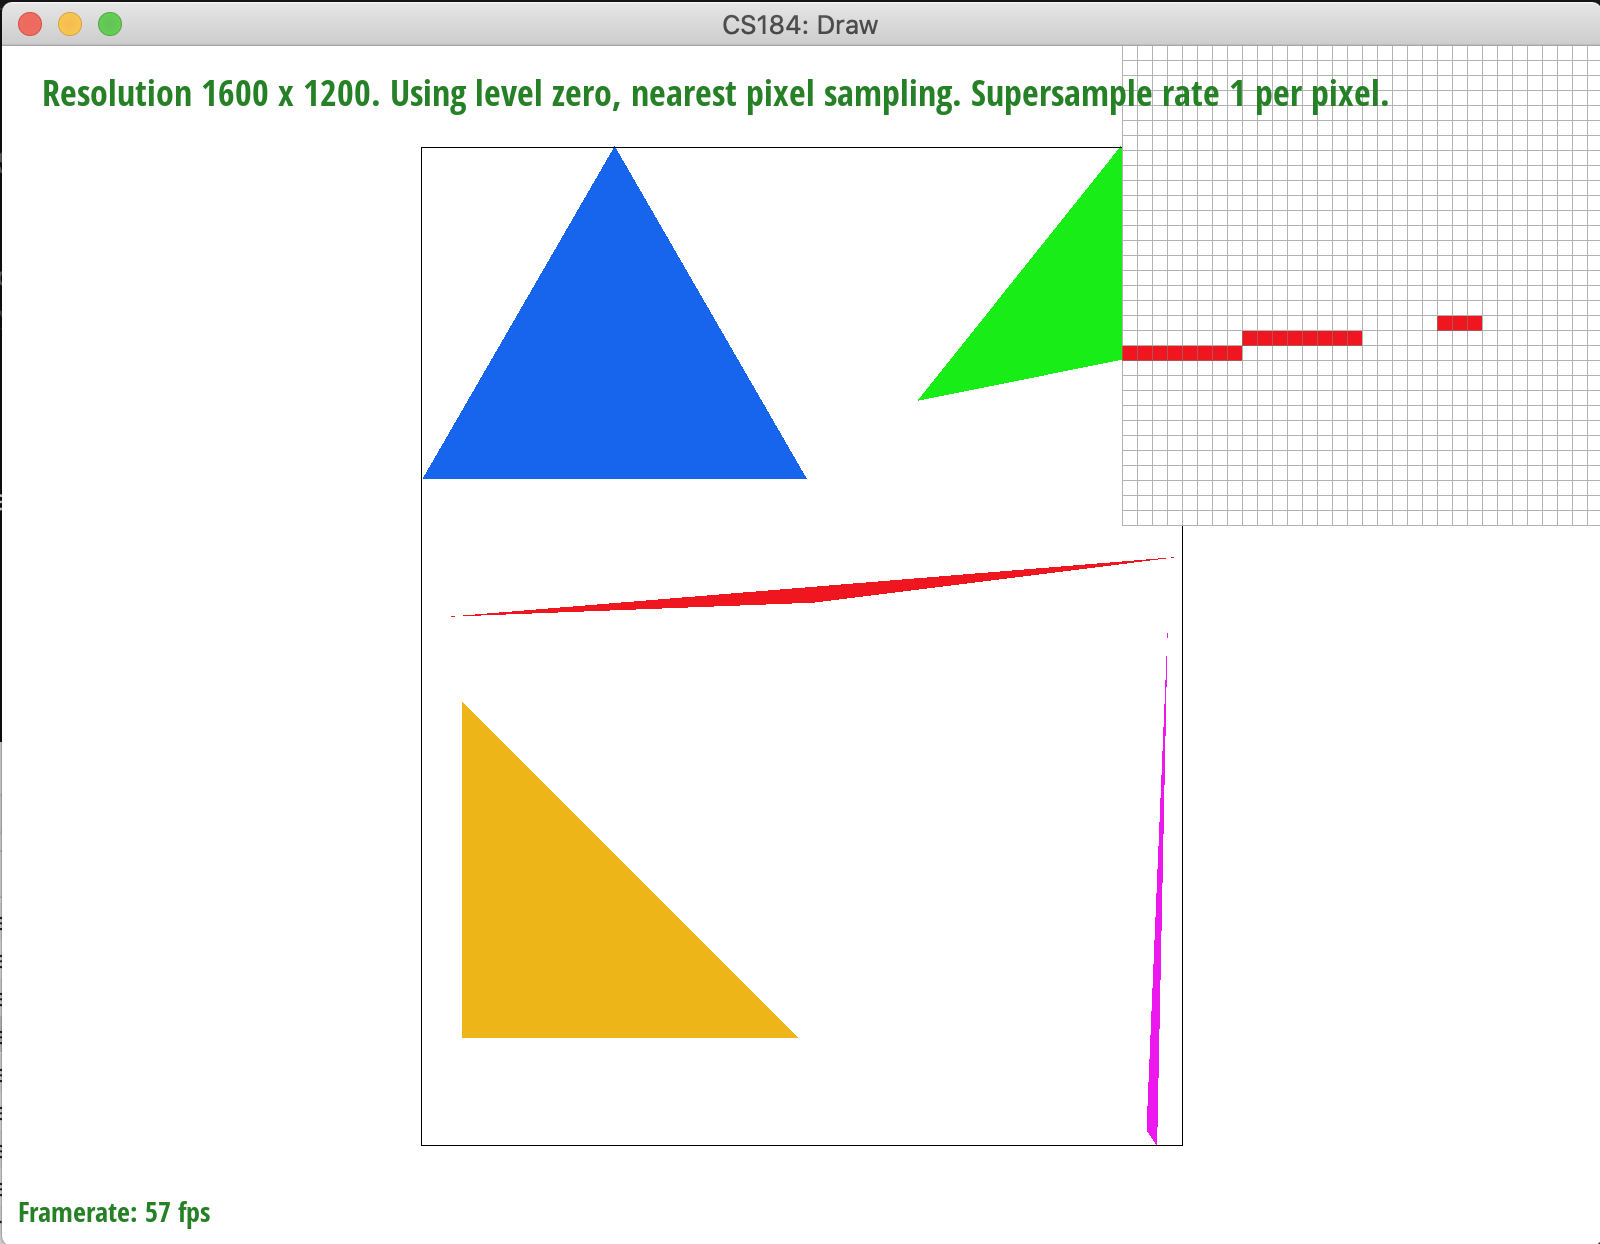 CS184: Draw
Resolution 1600 x 1200. Using level zero, nearest pixel sampling. Supersample rate 1 per pixel.
Framerate: 57 fps